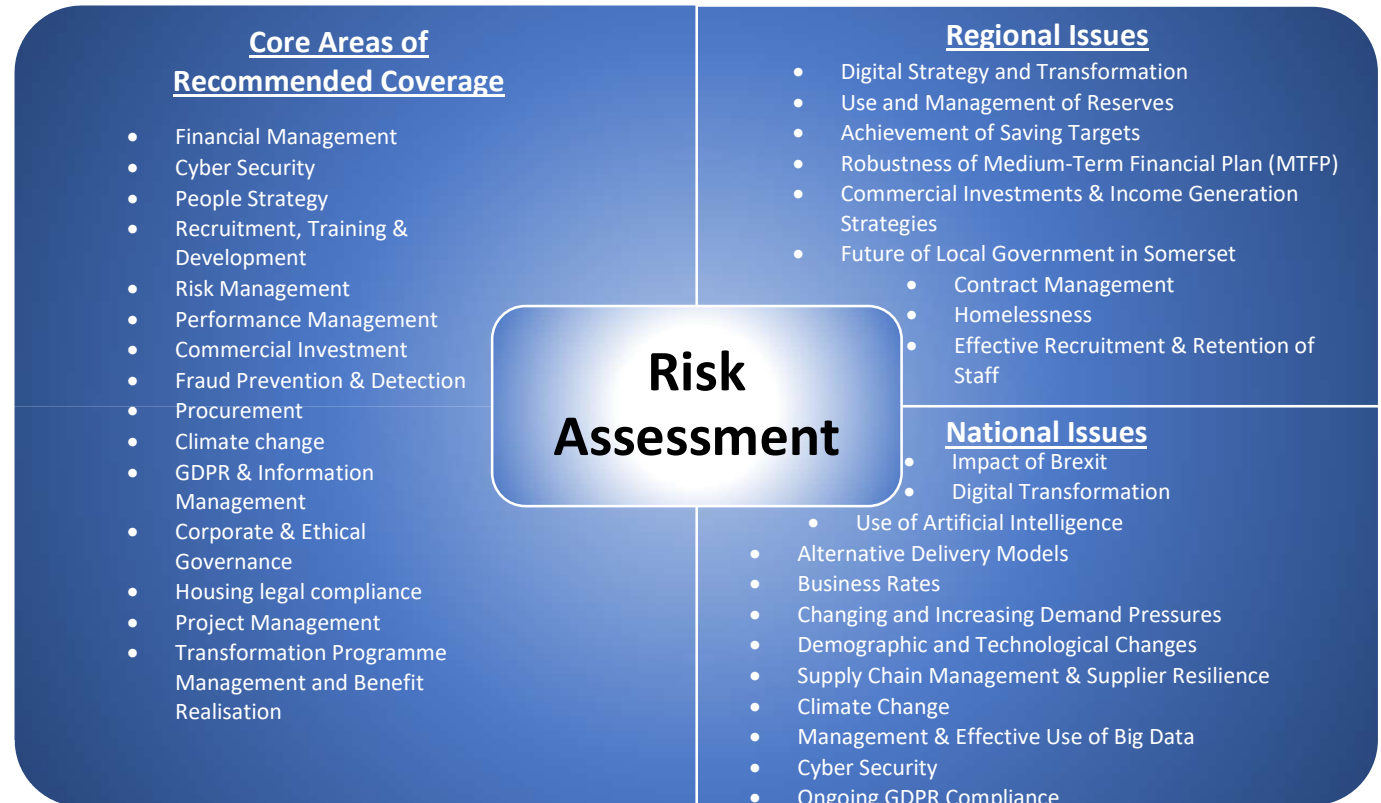 Core Areas of
Recommended Coverage
• Financial Management
• Cyber Security
• People Strategy
• Recruitment, Training &
Development
• Risk Management
• Performance Management
• Commercial Investment
• Fraud Prevention & Detection
• Procurement
• Climate change
• GDPR & Information
Management
• Corporate & Ethical
Governance
• Housing legal compliance
• Project Management
• Transformation Programme
Management and Benefit
Realisation
Risk
Assessment
Regional Issues
• Digital Strategy and Transformation
• Use and Management of Reserves
• Achievement of Saving Targets
• Robustness of Medium-Term Financial Plan (MTFP)
• Commercial Investments & Income Generation
Strategies
• Future of Local Government in Somerset
• Contract Management
• Homelessness
• Effective Recruitment & Retention of
Staff
National Issues
• Impact of Brexit
• Digital Transformation
• Use of Artificial Intelligence
• Alternative Delivery Models
• Business Rates
• Changing and Increasing Demand Pressures
• Demographic and Technological Changes
• Supply Chain Management & Supplier Resilience
• Climate Change
• Management & Effective Use of Big Data
• Cyber Security
• Ongoing GDPR Compliance